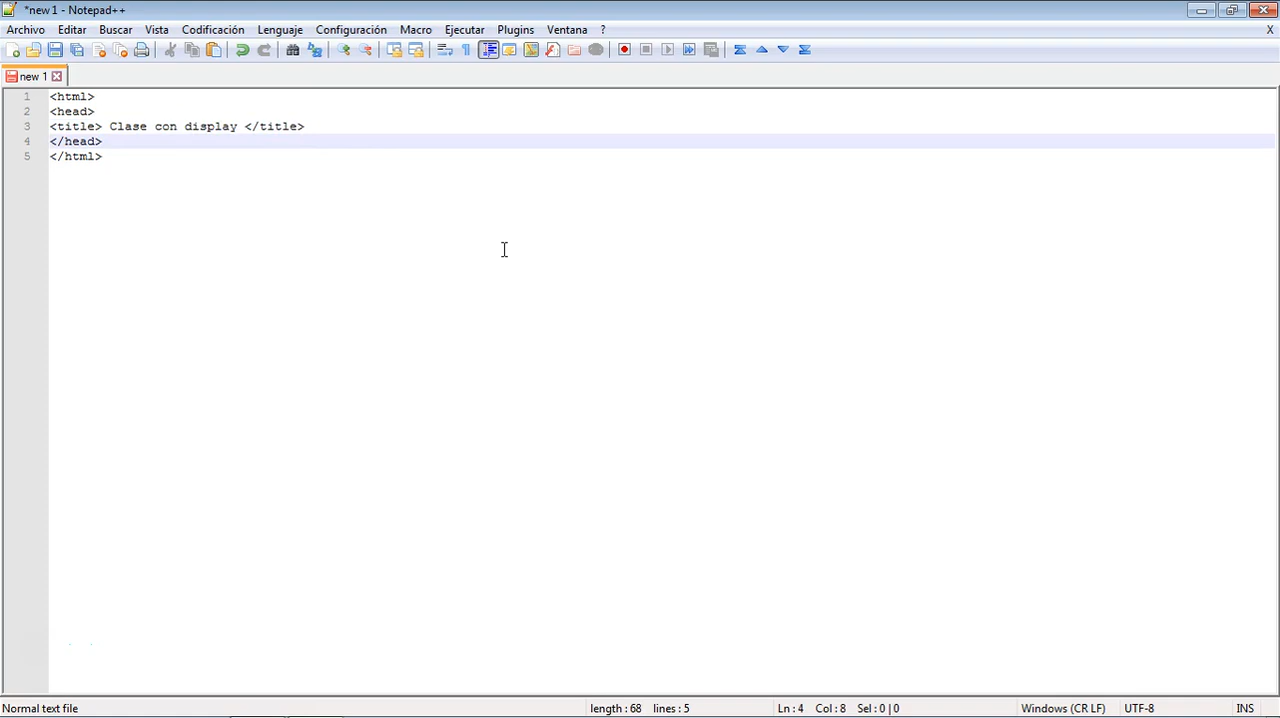 *new 1 - Notepad++
Archivo Editar Buscar Vista Codificación Lenguaje Configuración Macro Ejecutar Plugins Ventana ? X
new 1
1 <html>
2 <head>
3 <title> Clase con display </title>
4 </head>
5 </html>
Normal text file length : 68 lines : 5 Ln : 4 Col : 8 Sel : 0 | 0 Windows (CR LF) UTF-8 INS